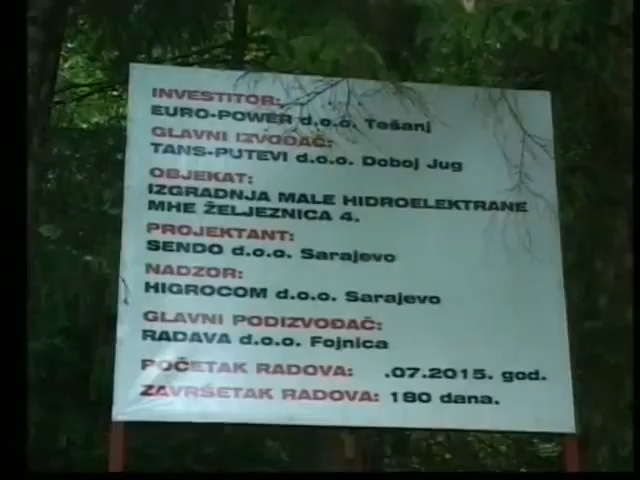 INVESTITOR:
EURO-POWER d.o.o. Tešanj
GLAVNI IZVOĐAČ:
TANS-PUTEVI d.o.o. Doboj Jug
OBJEKAT:
IZGRADNJA MALE HIDROELEKTRANE
MHE ŽELJEZNICA 4.
PROJEKTANT:
SENDO d.o.o. Sarajevo
NADZOR:
HIGROCOM d.o.o. Sarajevo
GLAVNI PODIZVOĐAČ:
RADAVA d.o.o. Fojnica
POČETAK RADOVA: .07.2015. god.
ZAVRŠETAK RADOVA: 180 dana.